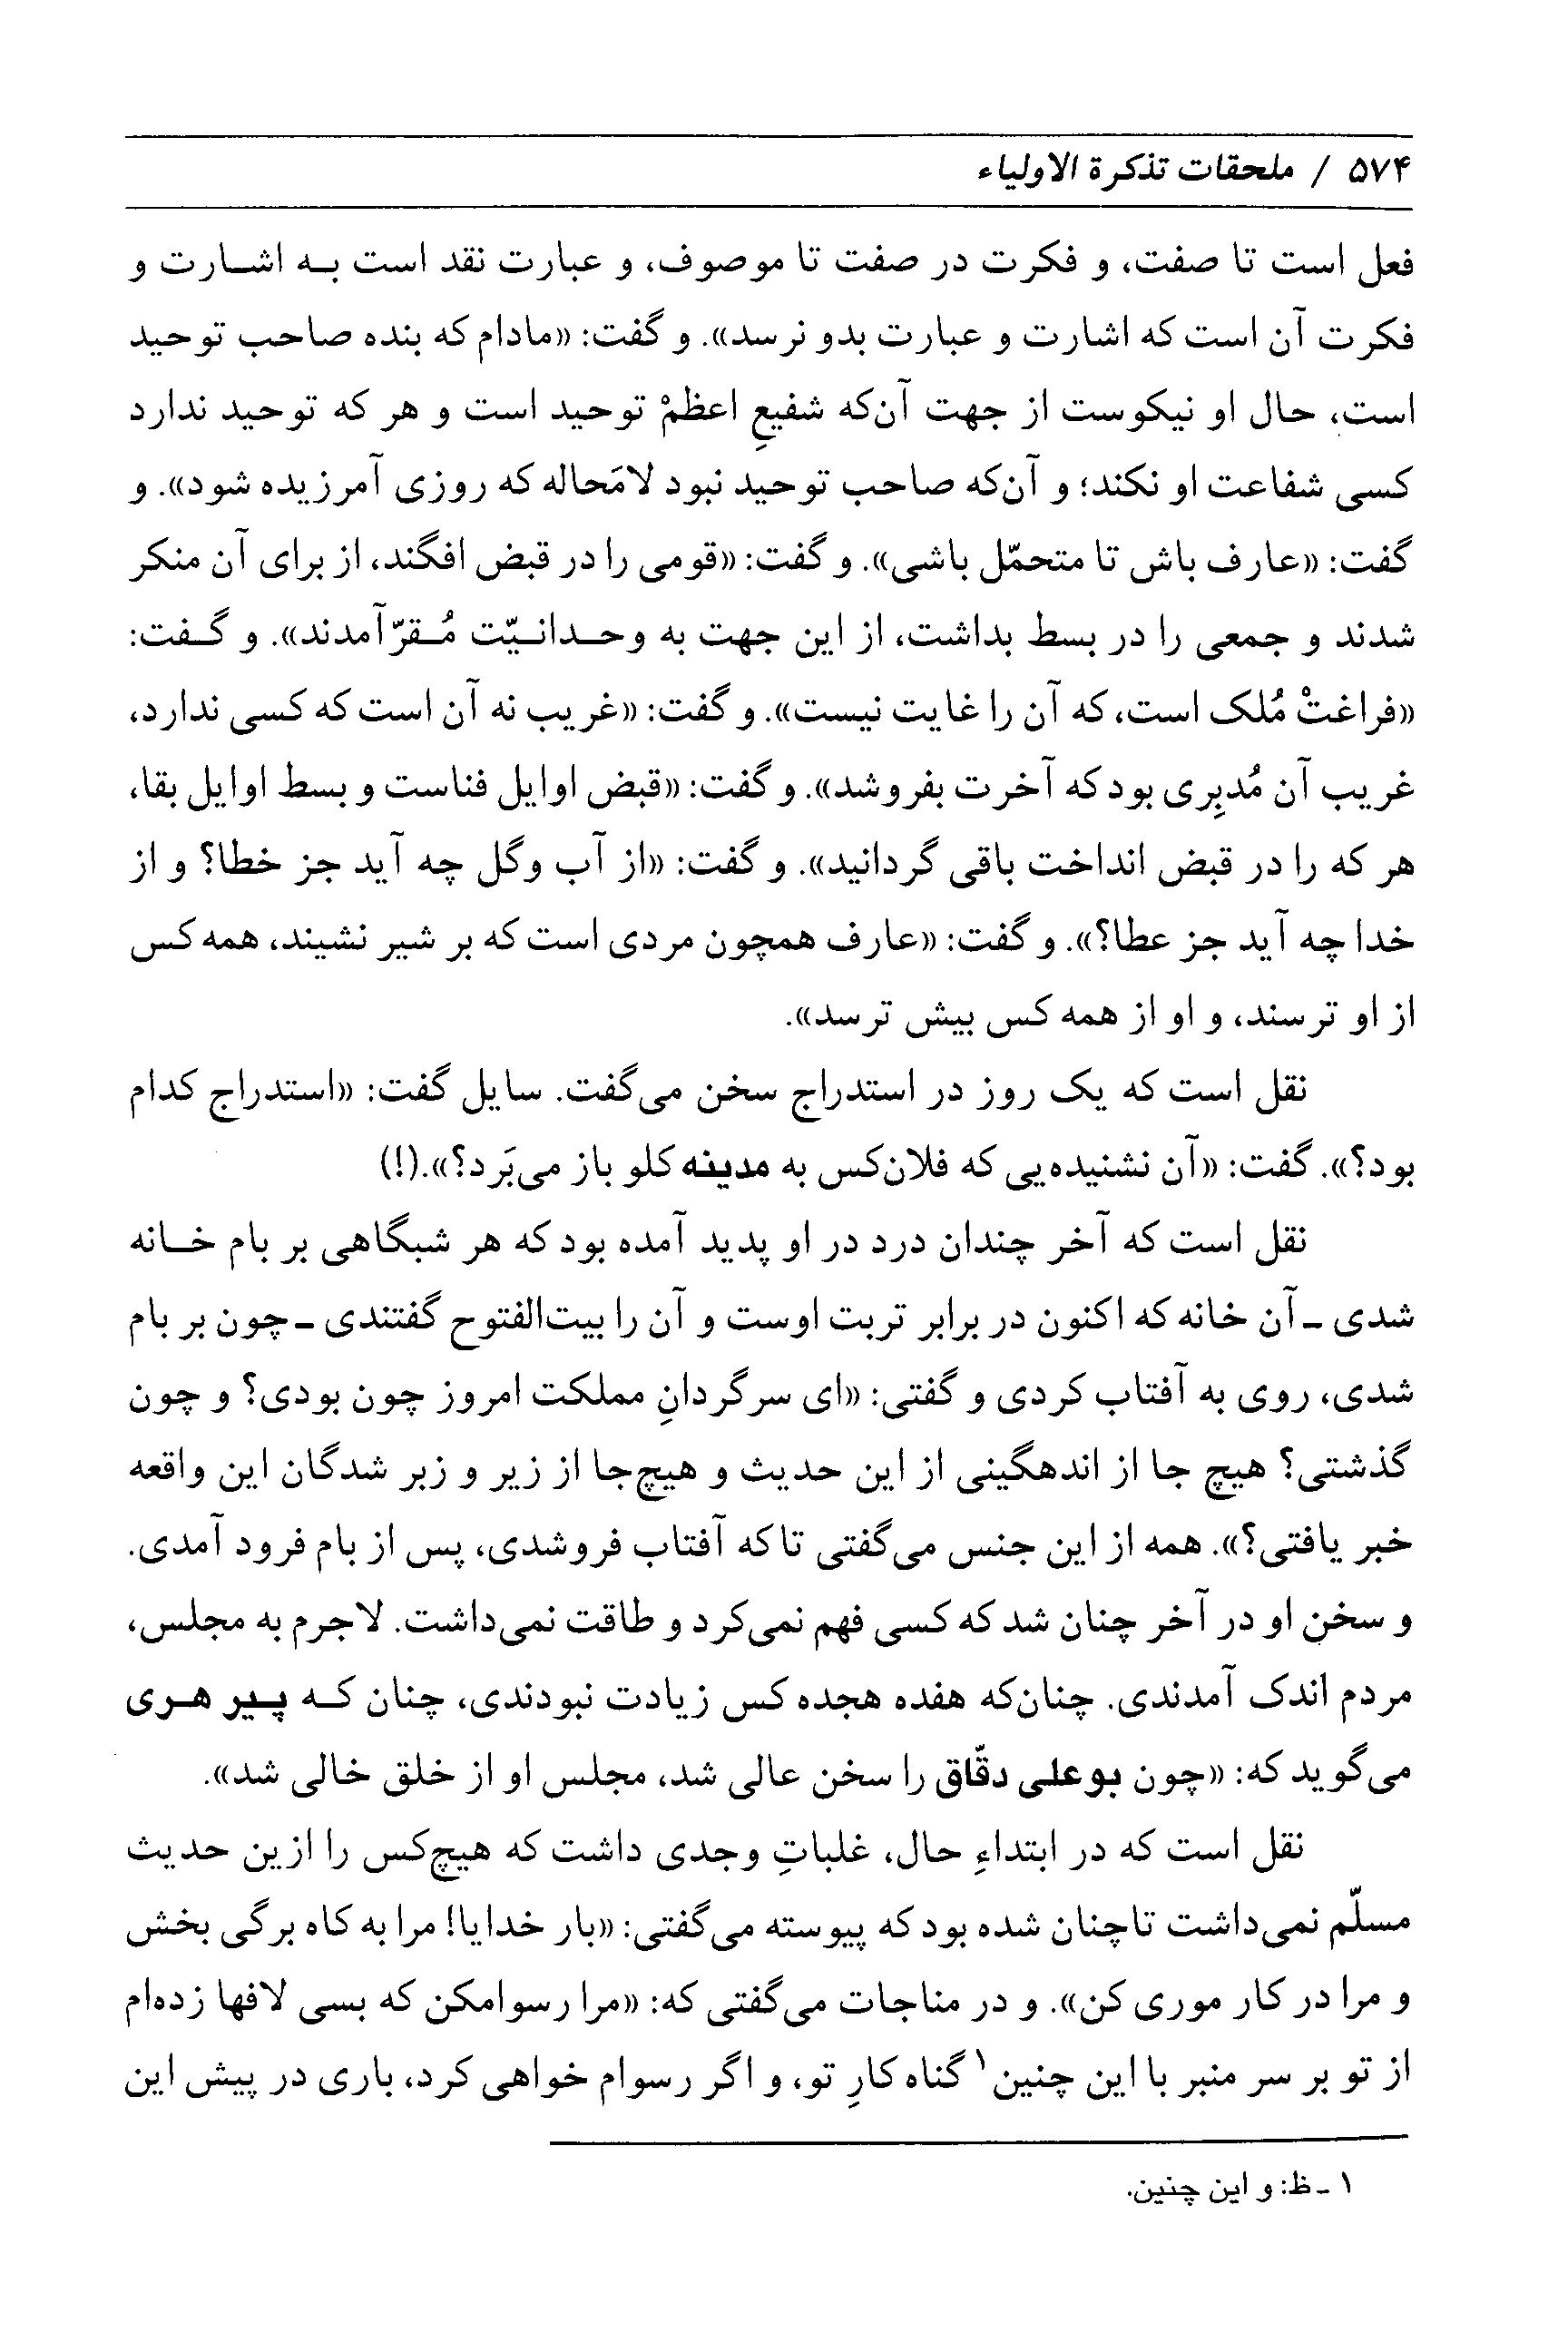 ۵۷۴ / ملحقات تذکرة الاولیاء
فعل است تا صفت، و فکرت در صفت تا موصوف، و عبارت نقد است به اشارت و
فکرت آن است که اشارت و عبارت بدو نرسد». و گفت: «مادام که بنده صاحب توحید
است، حال او نیکوست از جهت آن‌که شفیعِ اعظمْ توحید است و هر که توحید ندارد
کسی شفاعت او نکند؛ و آن‌که صاحب توحید نبود لامَحاله که روزی آمرزیده شود». و
گفت: «عارف باش تا متحمّل باشی». و گفت: «قومی را در قبض افگند، از برای آن منکر
شدند و جمعی را در بسط بداشت، از این جهت به وحدانیّت مُقرّ آمدند». و گفت:
«فراغتْ مُلک است، که آن را غایت نیست». و گفت: «غریب نه آن است که کسی ندارد،
غریب آن مُدبِری بود که آخرت بفروشد». و گفت: «قبض اوایل فناست و بسط اوایل بقا،
هر که را در قبض انداخت باقی گردانید». و گفت: «از آب وگل چه آید جز خطا؟ و از
خدا چه آید جز عطا؟». و گفت: «عارف همچون مردی است که بر شیر نشیند، همه کس
از او ترسند، و او از همه کس بیش ترسد».
نقل است که یک روز در استدراج سخن می‌گفت. سایل گفت: «استدراج کدام
بود؟». گفت: «آن نشنیده‌یی که فلان‌کس به مدینه کلو باز می‌بَرد؟».(!)
نقل است که آخر چندان درد در او پدید آمده بود که هر شبگاهی بر بام خانه
شدی ـ آن خانه که اکنون در برابر تربت اوست و آن را بیت‌الفتوح گفتندی ـ چون بر بام
شدی، روی به آفتاب کردی و گفتی: «ای سرگردانِ مملکت امروز چون بودی؟ و چون
گذشتی؟ هیچ جا از اندهگینی از این حدیث و هیچ‌جا از زیر و زبر شدگان این واقعه
خبر یافتی؟». همه از این جنس می‌گفتی تا که آفتاب فروشدی، پس از بام فرود آمدی.
و سخن او در آخر چنان شد که کسی فهم نمی‌کرد و طاقت نمی‌داشت. لاجرم به مجلس،
مردم اندک آمدندی. چنان‌که هفده هجده کس زیادت نبودندی، چنان که پیر هری
می‌گوید که: «چون بوعلی دقّاق را سخن عالی شد، مجلس او از خلق خالی شد».
نقل است که در ابتداءِ حال، غلباتِ وجدی داشت که هیچ‌کس را ازین حدیث
مسلّم نمی‌داشت تاچنان شده بود که پیوسته می‌گفتی: «بار خدایا! مرا به کاه برگی بخش
و مرا در کار موری کن». و در مناجات می‌گفتی که: «مرا رسوامکن که بسی لافها زده‌ام
از تو بر سر منبر با این چنین۱ گناه کارِ تو، و اگر رسوام خواهی کرد، باری در پیش این
۱ ـ ظ: و این چنین.